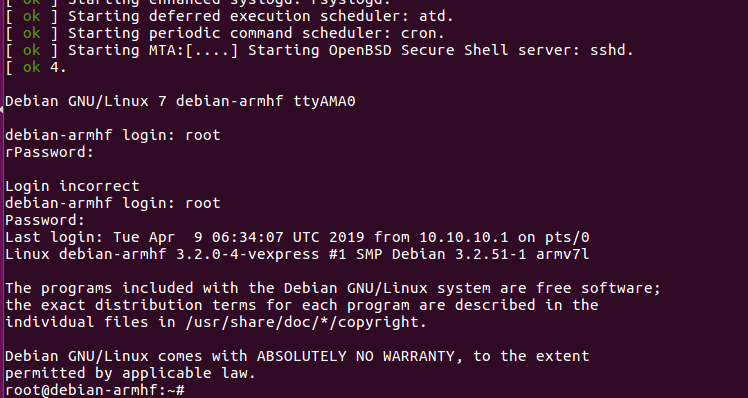 [ ok ] Starting enhanced syslogd: rsyslogd.
[ ok ] Starting deferred execution scheduler: atd.
[ ok ] Starting periodic command scheduler: cron.
[ ok ] Starting MTA:[....] Starting OpenBSD Secure Shell server: sshd.
[ ok 4.
Debian GNU/Linux 7 debian-armhf ttyAMA0
debian-armhf login: root
rPassword:
Login incorrect
debian-armhf login: root
Password:
Last login: Tue Apr  9 06:34:07 UTC 2019 from 10.10.10.1 on pts/0
Linux debian-armhf 3.2.0-4-vexpress #1 SMP Debian 3.2.51-1 armv7l
The programs included with the Debian GNU/Linux system are free software;
the exact distribution terms for each program are described in the
individual files in /usr/share/doc/*/copyright.
Debian GNU/Linux comes with ABSOLUTELY NO WARRANTY, to the extent
permitted by applicable law.
root@debian-armhf:~#